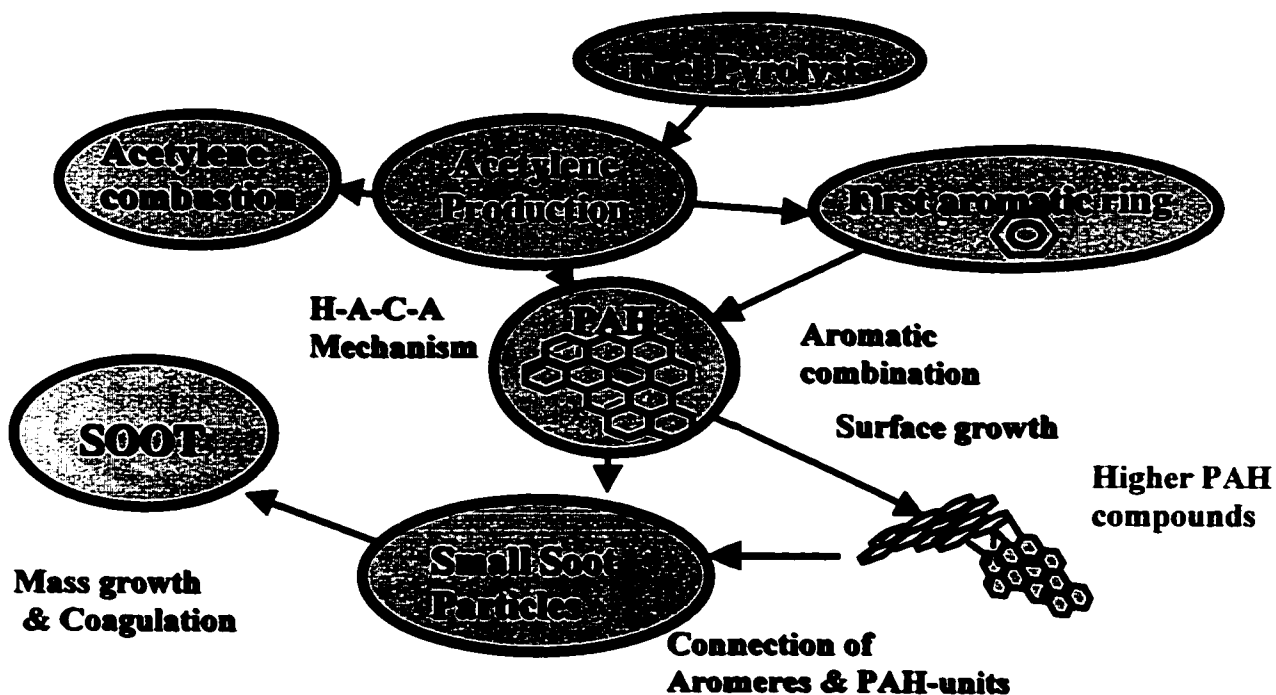 Fuel Pyrolysis
Acetylene
combustion
Acetylene
Production
First aromatic ring
H-A-C-A
Mechanism
PAH
Aromatic
combination
SOOT
Surface growth
Higher PAH
compounds
Small Soot
Particles
Mass growth
& Coagulation
Connection of
Aromeres & PAH-units